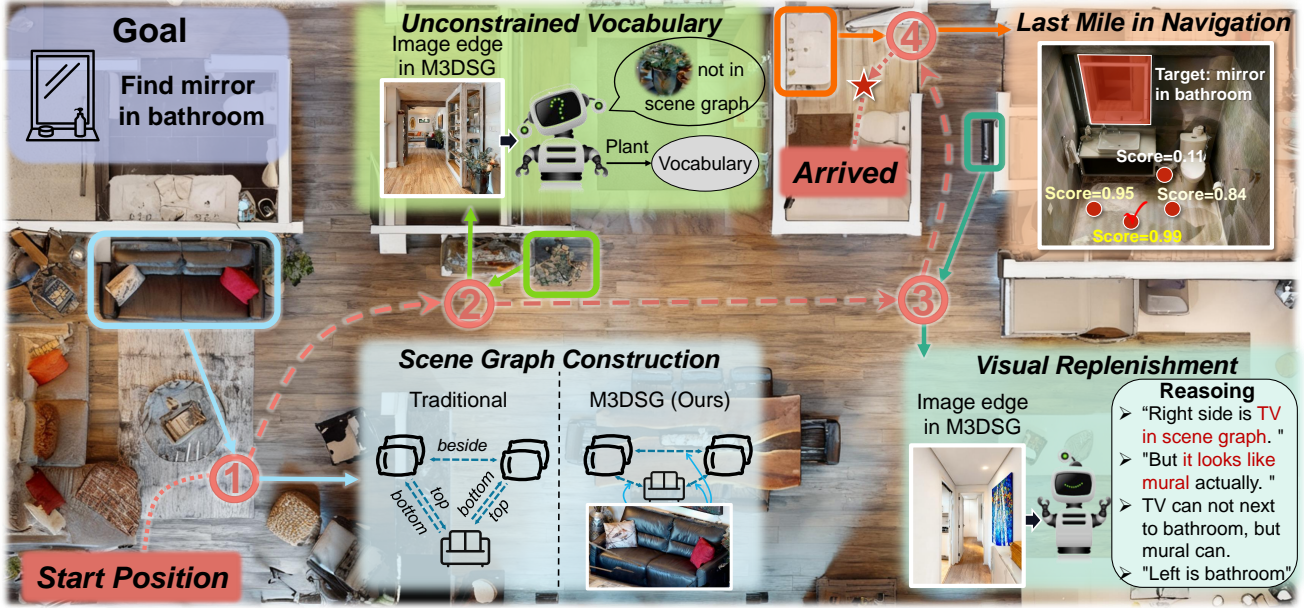 Goal
Find mirror
in bathroom
Unconstrained Vocabulary
Image edge
in M3DSG
not in
scene graph
Plant
Vocabulary
4
Arrived
Last Mile in Navigation
Target: mirror
in bathroom
Score=0.11
Score=0.95
Score=0.84
Score=0.99
2
3
1
Start Position
Scene Graph Construction
Traditional
M3DSG (Ours)
beside
top
bottom
bottom
top
Visual Replenishment
Image edge
in M3DSG
Reasoing
➢ "Right side is TV
in scene graph. "
➢ "But it looks like
mural actually. "
➢ TV can not next
to bathroom, but
mural can.
➢ "Left is bathroom"